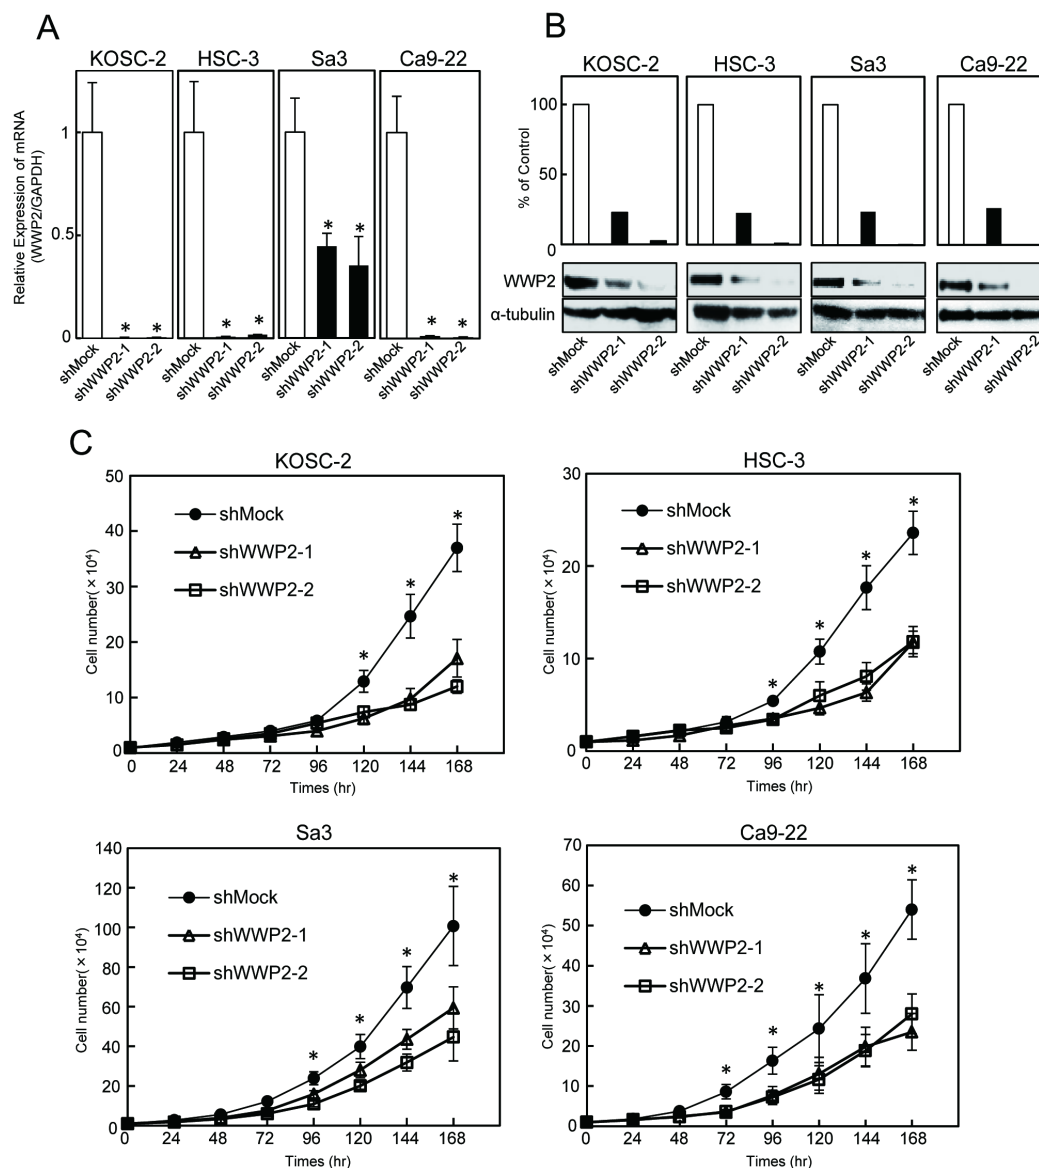 A
KOSC-2 HSC-3 Sa3 Ca9-22
Relative Expression of mRNA
(WWP2/GAPDH)
1
0.5
0
* * * * * * * *
shMock shWWP2-1 shWWP2-2 shMock shWWP2-1 shWWP2-2 shMock shWWP2-1 shWWP2-2 shMock shWWP2-1 shWWP2-2
B
KOSC-2 HSC-3 Sa3 Ca9-22
% of Control
100
50
0
WWP2
α-tubulin
shMock shWWP2-1 shWWP2-2 shMock shWWP2-1 shWWP2-2 shMock shWWP2-1 shWWP2-2 shMock shWWP2-1 shWWP2-2
C
KOSC-2
Cell number(×10⁴)
50
40
30
20
10
0
shMock
shWWP2-1
shWWP2-2
* * *
0 24 48 72 96 120 144 168
Times (hr)
HSC-3
Cell number(×10⁴)
30
20
10
0
shMock
shWWP2-1
shWWP2-2
* * * *
0 24 48 72 96 120 144 168
Times (hr)
Sa3
Cell number(×10⁴)
140
120
100
80
60
40
20
0
shMock
shWWP2-1
shWWP2-2
* * * *
0 24 48 72 96 120 144 168
Times (hr)
Ca9-22
Cell number(×10⁴)
70
60
50
40
30
20
10
0
shMock
shWWP2-1
shWWP2-2
* * * * *
0 24 48 72 96 120 144 168
Times (hr)